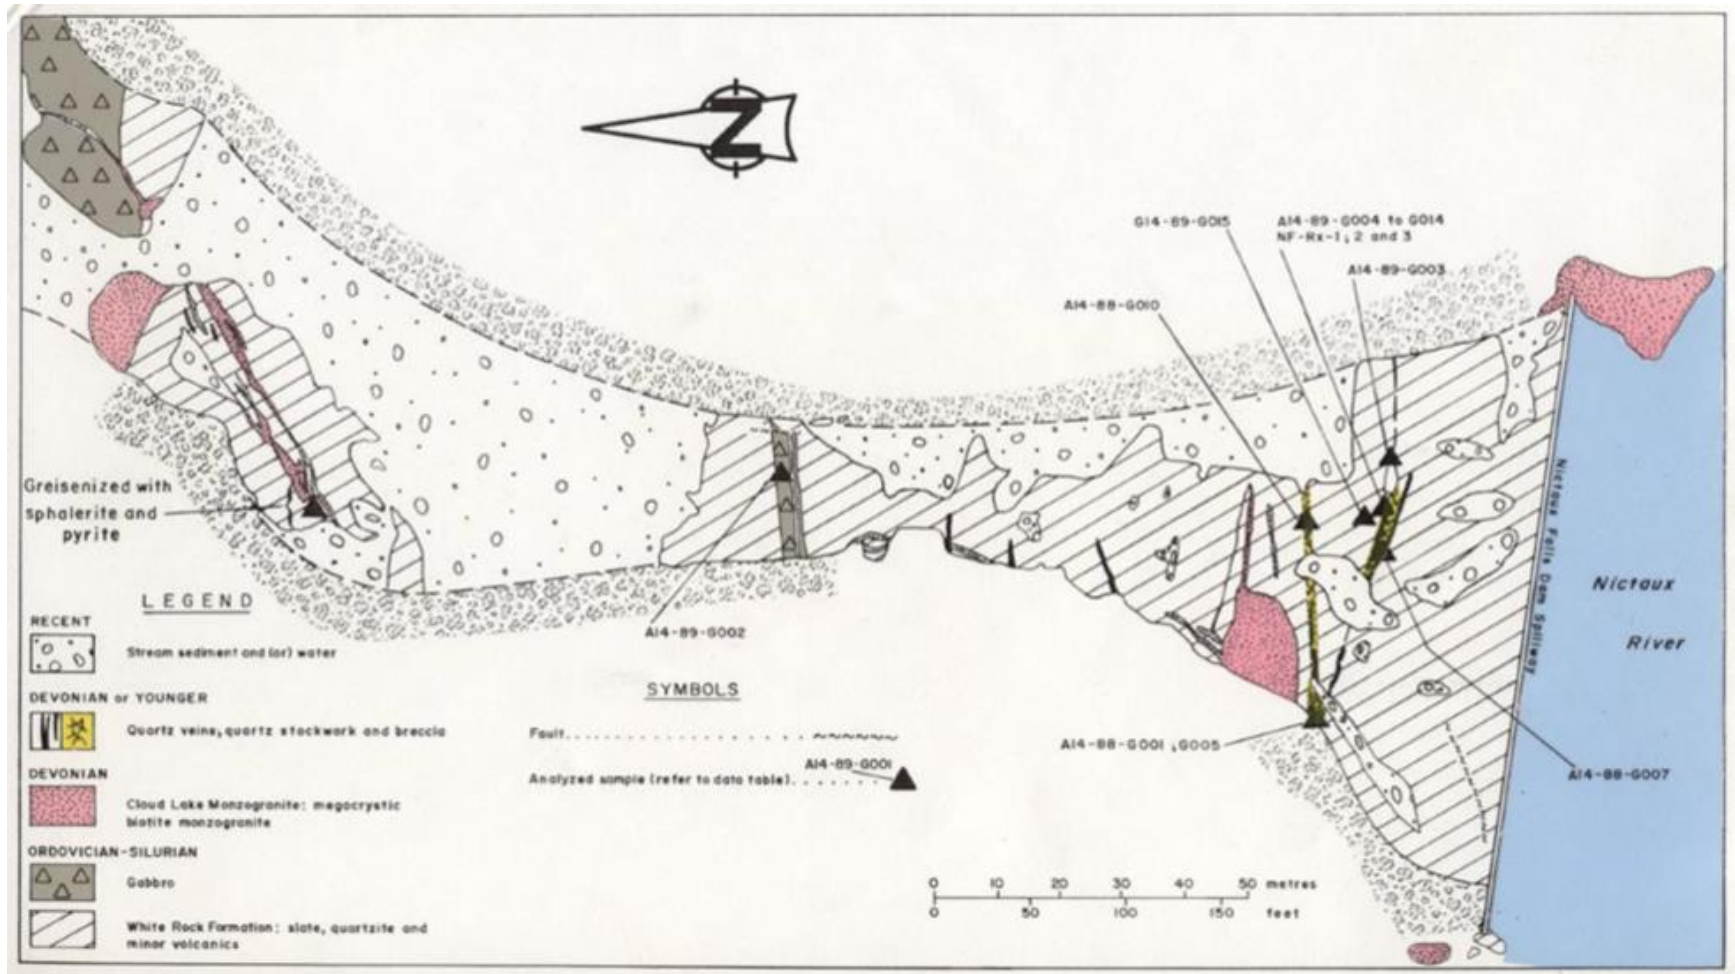 N
G14-89-G015
A14-89-G004 to G014
NF-Rx-1, 2 and 3
A14-89-G003
A14-88-G010
Greisenized with
sphalerite and
pyrite
A14-89-G002
Nictaux Falls Dam Spillway
Nictaux
River
A14-88-G001, G005
A14-88-G007
LEGEND
RECENT
Stream sediment and (or) water
DEVONIAN or YOUNGER
Quartz veins, quartz stockwork and breccia
DEVONIAN
Cloud Lake Monzogranite: megacrystic
biotite monzogranite
ORDOVICIAN-SILURIAN
Gabbro
White Rock Formation: slate, quartzite and
minor volcanics
SYMBOLS
Fault
A14-89-G001
Analyzed sample (refer to data table)
0 10 20 30 40 50 metres
0 50 100 150 feet